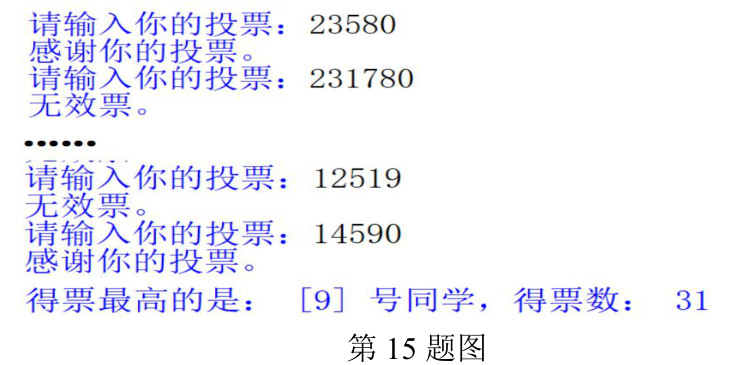 请输入你的投票：23580
感谢你的投票。
请输入你的投票：231780
无效票。
······
请输入你的投票：12519
无效票。
请输入你的投票：14590
感谢你的投票。
得票最高的是： [9] 号同学，得票数： 31
第 15 题图